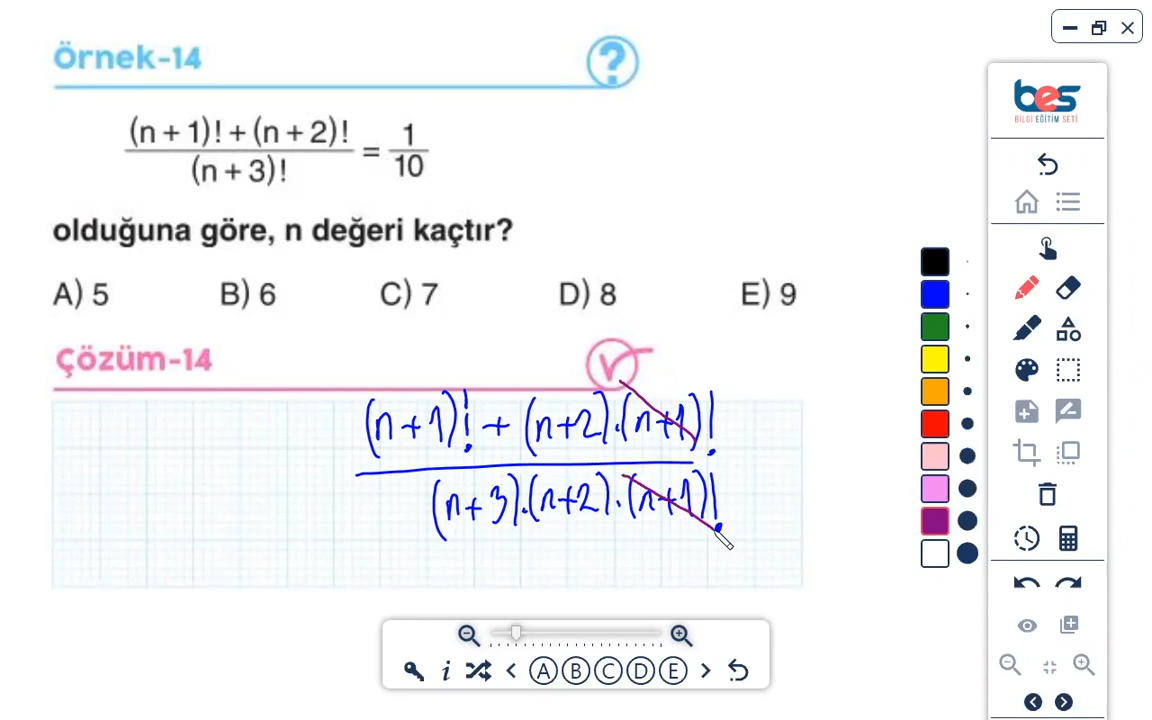 Örnek-14
?
(n + 1)! + (n + 2)!
(n + 3)!
=
1
10
olduğuna göre, n değeri kaçtır?
A) 5 B) 6 C) 7 D) 8 E) 9
Çözüm-14
(n+1)! + (n+2).(n+1)!
(n+3).(n+2).(n+1)!
bes
BİLGİ EĞİTİM SETİ
i < A B C D E >